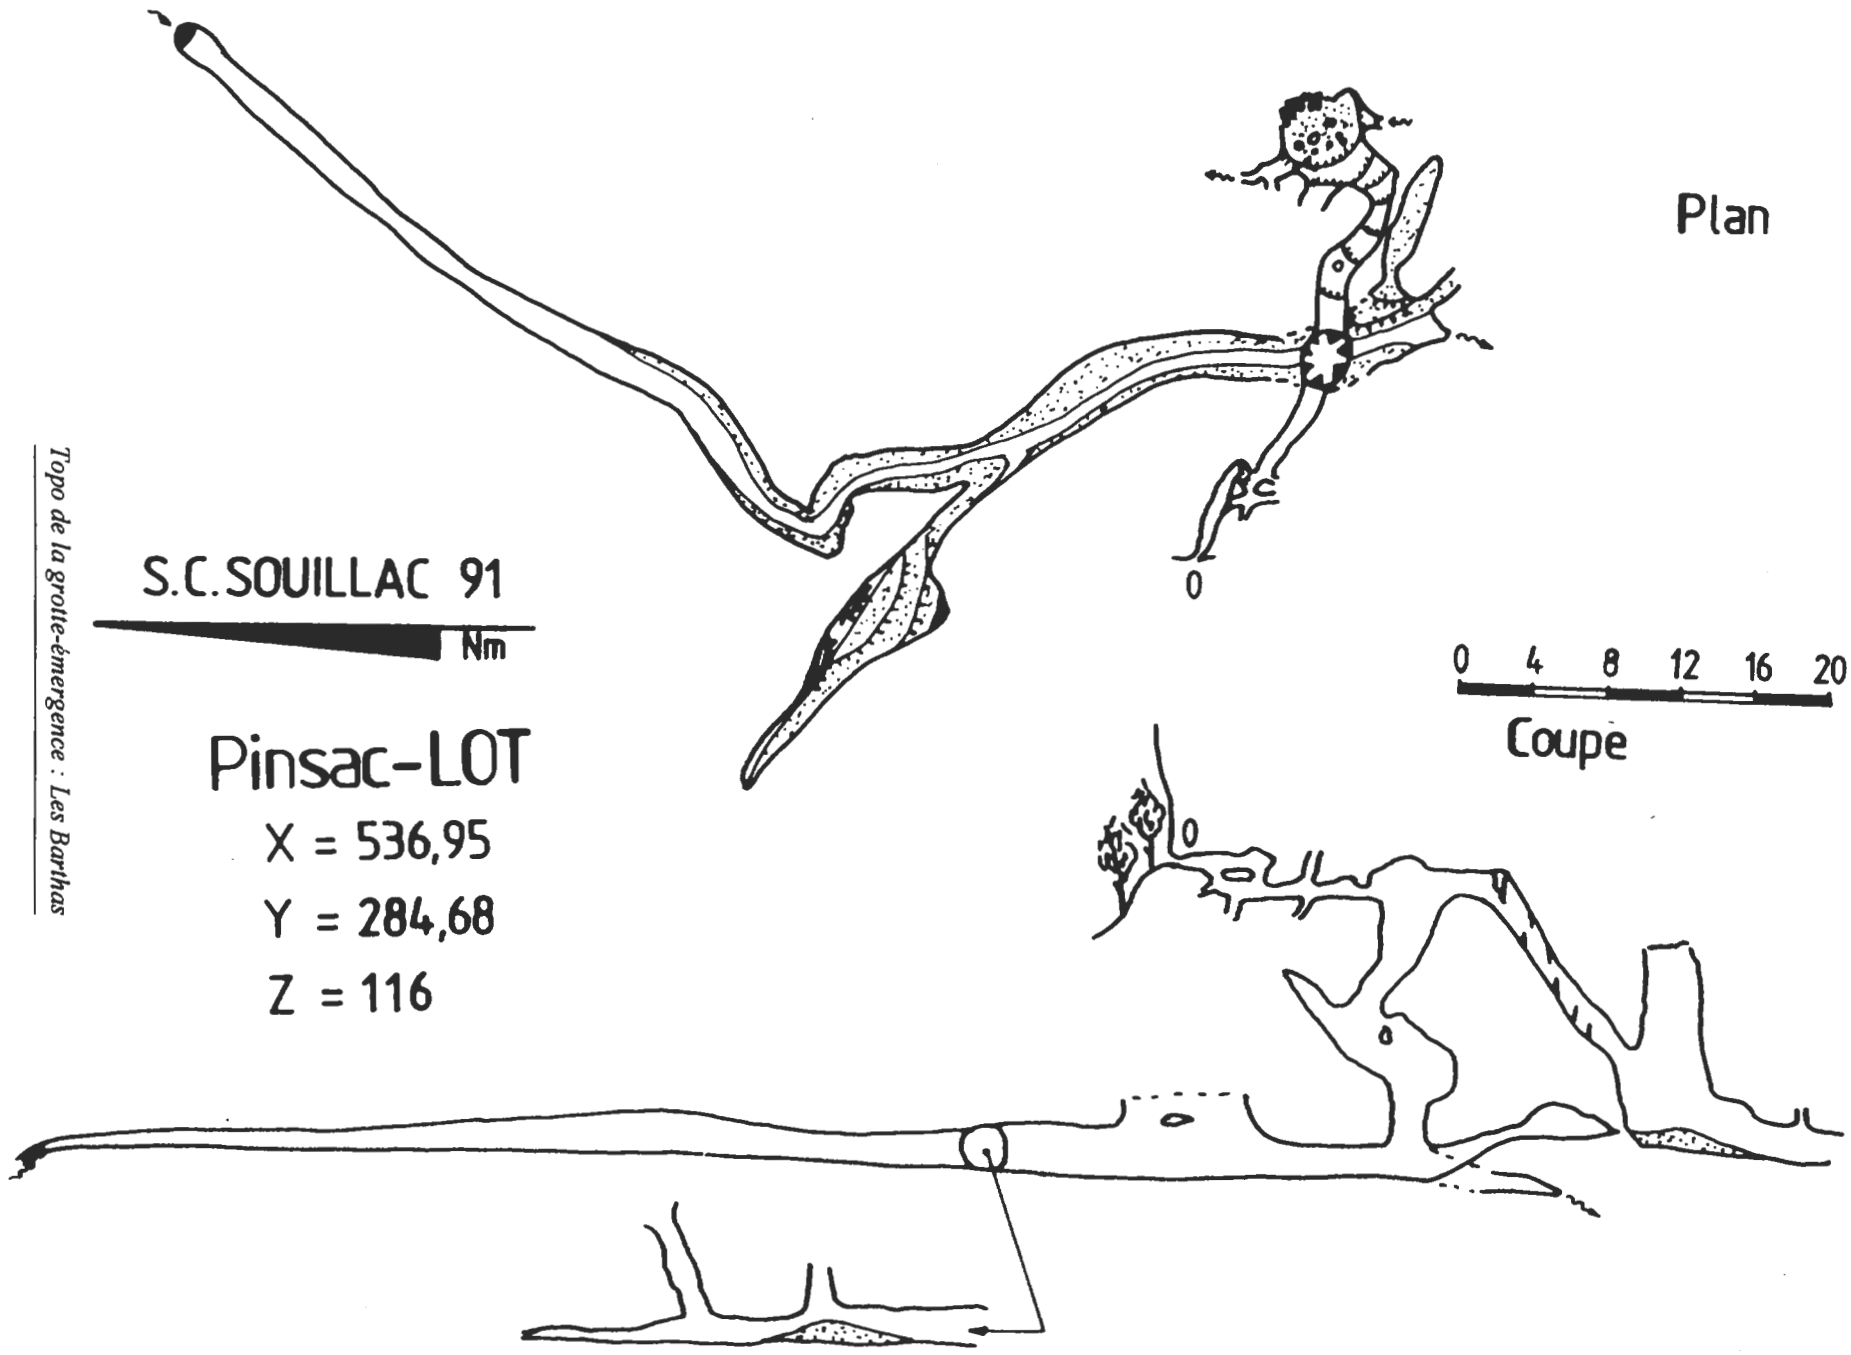 Plan
0
S.C.SOUILLAC 91
Nm
Topo de la grotte-émergence : Les Barthas
0 4 8 12 16 20
Pinsac-LOT
Coupe
X = 536,95
0
Y = 284,68
Z = 116